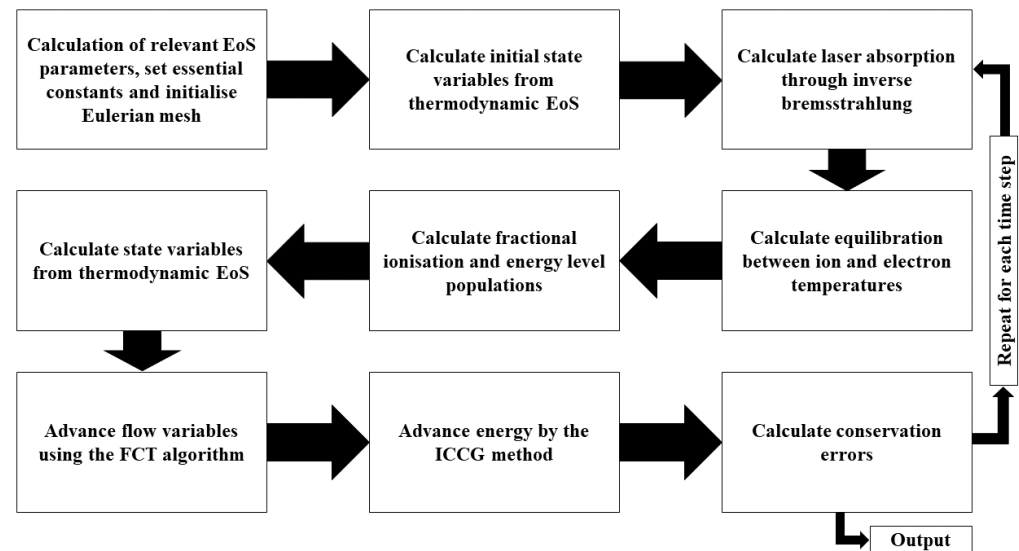 Calculation of relevant EoS
parameters, set essential
constants and initialise
Eulerian mesh
Calculate initial state
variables from
thermodynamic EoS
Calculate laser absorption
through inverse
bremsstrahlung
Repeat for each time step
Calculate equilibration
between ion and electron
temperatures
Calculate fractional
ionisation and energy level
populations
Calculate state variables
from thermodynamic EoS
Advance flow variables
using the FCT algorithm
Advance energy by the
ICCG method
Calculate conservation
errors
Output